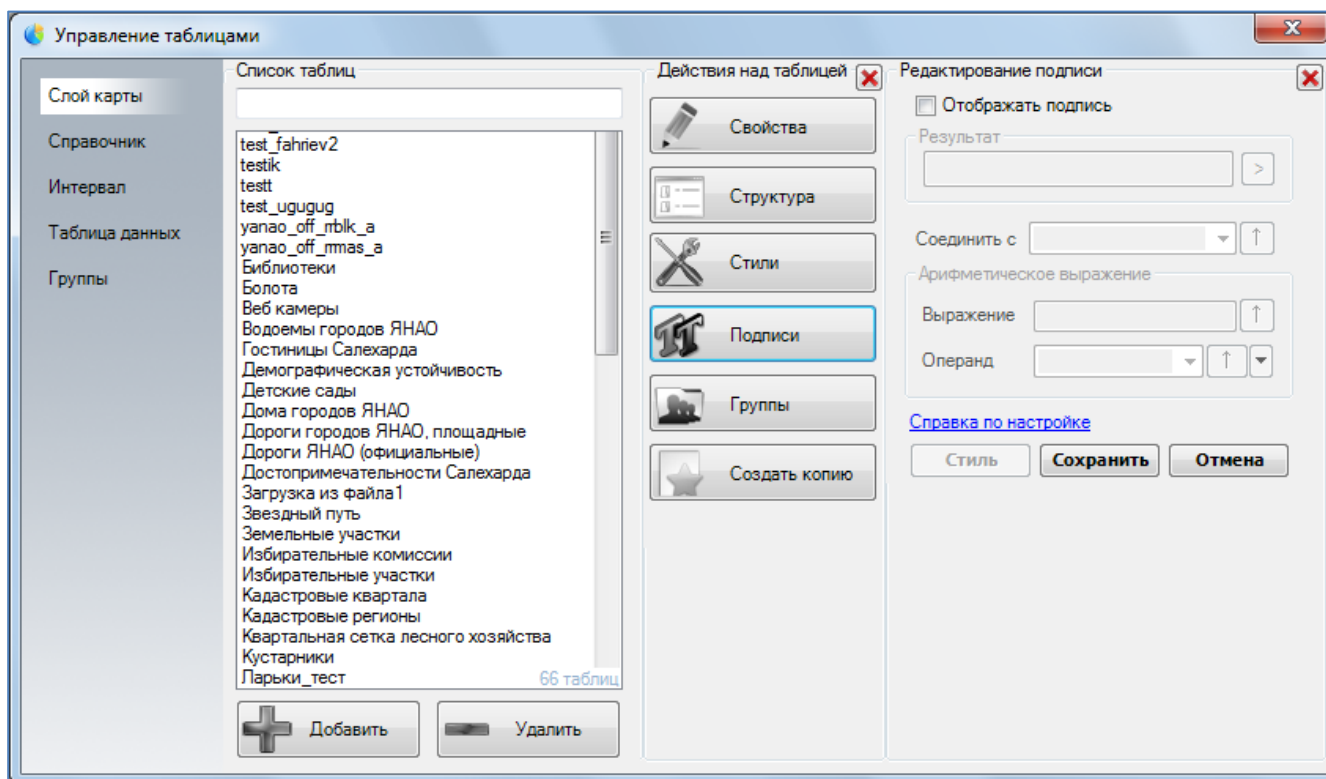 Управление таблицами
Слой карты
Справочник
Интервал
Таблица данных
Группы
Список таблиц
test_fahriev2
testik
testt
test_ugugug
yanao_off_rrblk_a
yanao_off_rrmas_a
Библиотеки
Болота
Веб камеры
Водоемы городов ЯНАО
Гостиницы Салехарда
Демографическая устойчивость
Детские сады
Дома городов ЯНАО
Дороги городов ЯНАО, площадные
Дороги ЯНАО (официальные)
Достопримечательности Салехарда
Загрузка из файла1
Звездный путь
Земельные участки
Избирательные комиссии
Избирательные участки
Кадастровые квартала
Кадастровые регионы
Квартальная сетка лесного хозяйства
Кустарники
Ларьки_тест
66 таблиц
Добавить
Удалить
Действия над таблицей
Свойства
Структура
Стили
Подписи
Группы
Создать копию
Редактирование подписи
Отображать подпись
Результат
>
Соединить с
↑
Арифметическое выражение
Выражение
↑
Операнд
↑
Справка по настройке
Стиль
Сохранить
Отмена